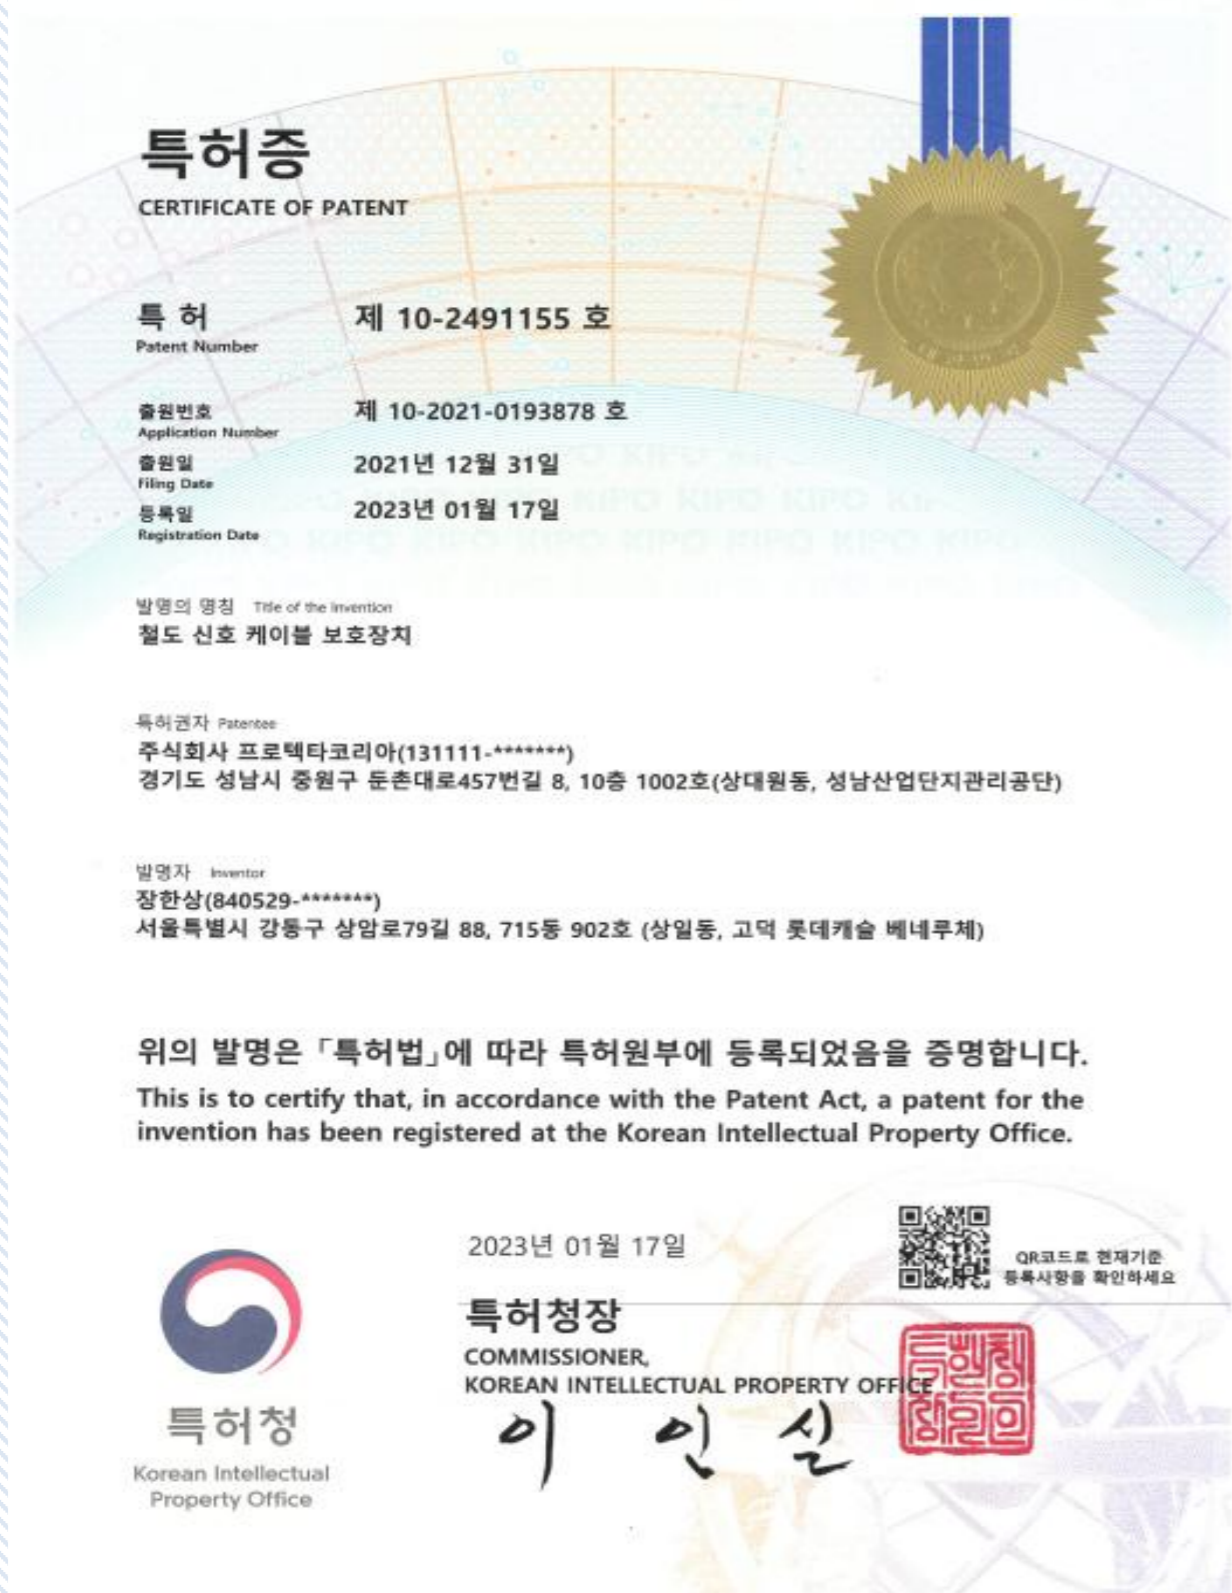 특허증
CERTIFICATE OF PATENT
특 허 제 10-2491155 호
Patent Number
출원번호 제 10-2021-0193878 호
Application Number
출원일 2021년 12월 31일
Filing Date
등록일 2023년 01월 17일
Registration Date
KIPO KIPO KIPO
KIPO KIPO KIPO KIPO KIPO KIPO
발명의 명칭 Title of the Invention
철도 신호 케이블 보호장치
특허권자 Patentee
주식회사 프로텍타코리아(131111-*******)
경기도 성남시 중원구 둔촌대로457번길 8, 10층 1002호(상대원동, 성남산업단지관리공단)
발명자 Inventor
장한상(840529-*******)
서울특별시 강동구 상암로79길 88, 715동 902호 (상일동, 고덕 롯데캐슬 베네루체)
위의 발명은 「특허법」에 따라 특허원부에 등록되었음을 증명합니다.
This is to certify that, in accordance with the Patent Act, a patent for the
invention has been registered at the Korean Intellectual Property Office.
2023년 01월 17일
QR코드로 현재기준
등록사항을 확인하세요
특허청장
COMMISSIONER,
KOREAN INTELLECTUAL PROPERTY OFFICE
이 인 실
특허청
Korean Intellectual
Property Office